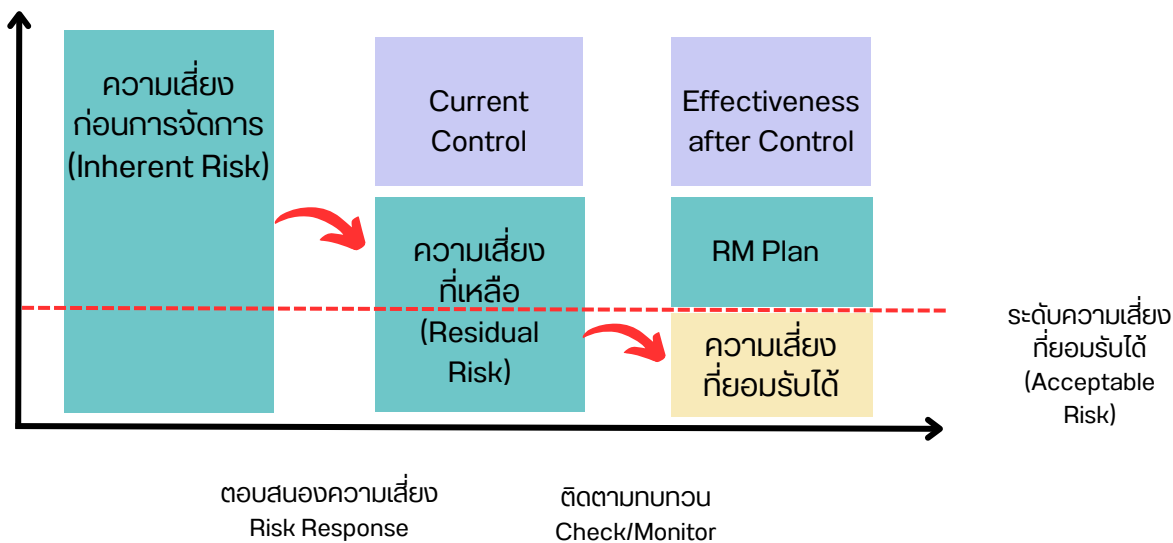 ความเสี่ยง
ก่อนการจัดการ
(Inherent Risk)
Current
Control
Effectiveness
after Control
ความเสี่ยง
ที่เหลือ
(Residual
Risk)
RM Plan
ความเสี่ยง
ที่ยอมรับได้
ระดับความเสี่ยง
ที่ยอมรับได้
(Acceptable
Risk)
ตอบสนองความเสี่ยง
Risk Response
ติดตามทบทวน
Check/Monitor